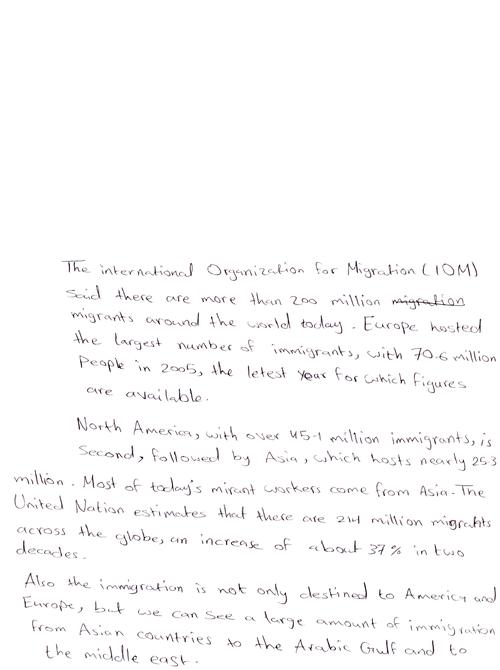 The international Organization for Migration (IOM)
said there are more than 200 million migration
migrants around the world today. Europe hosted
the largest number of immigrants, with 70.6 million
People in 2005, the letest year for which figures
are available.
North America, with over 45.1 million immigrants, is
Second, followed by Asia, which hosts nearly 25.3
million. Most of today's mirant workers come from Asia. The
United Nation estimates that there are 214 million migrants
across the globe, an increase of about 37% in two
decades.
Also the immigration is not only destined to America and
Europe, but we can see a large amount of immigration
from Asian countries to the Arabic Gulf and to
the middle east.